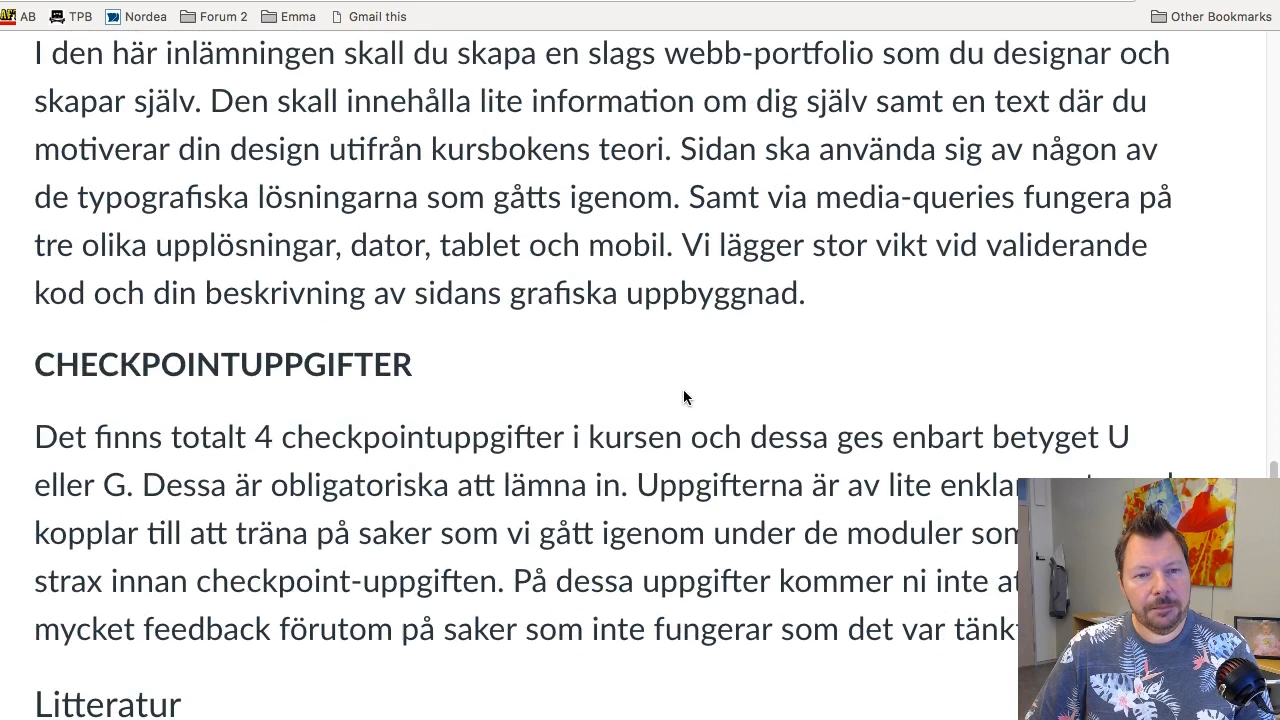 AB TPB Nordea Forum 2 Emma Gmail this Other Bookmarks
I den här inlämningen skall du skapa en slags webb-portfolio som du designar och
skapar själv. Den skall innehålla lite information om dig själv samt en text där du
motiverar din design utifrån kursbokens teori. Sidan ska använda sig av någon av
de typografiska lösningarna som gåtts igenom. Samt via media-queries fungera på
tre olika upplösningar, dator, tablet och mobil. Vi lägger stor vikt vid validerande
kod och din beskrivning av sidans grafiska uppbyggnad.
CHECKPOINTUPPGIFTER
Det finns totalt 4 checkpointuppgifter i kursen och dessa ges enbart betyget U
eller G. Dessa är obligatoriska att lämna in. Uppgifterna är av lite
kopplar till att träna på saker som vi gått igenom under de moduler
strax innan checkpoint-uppgiften. På dessa uppgifter kommer ni inte
mycket feedback förutom på saker som inte fungerar som det var
Litteratur